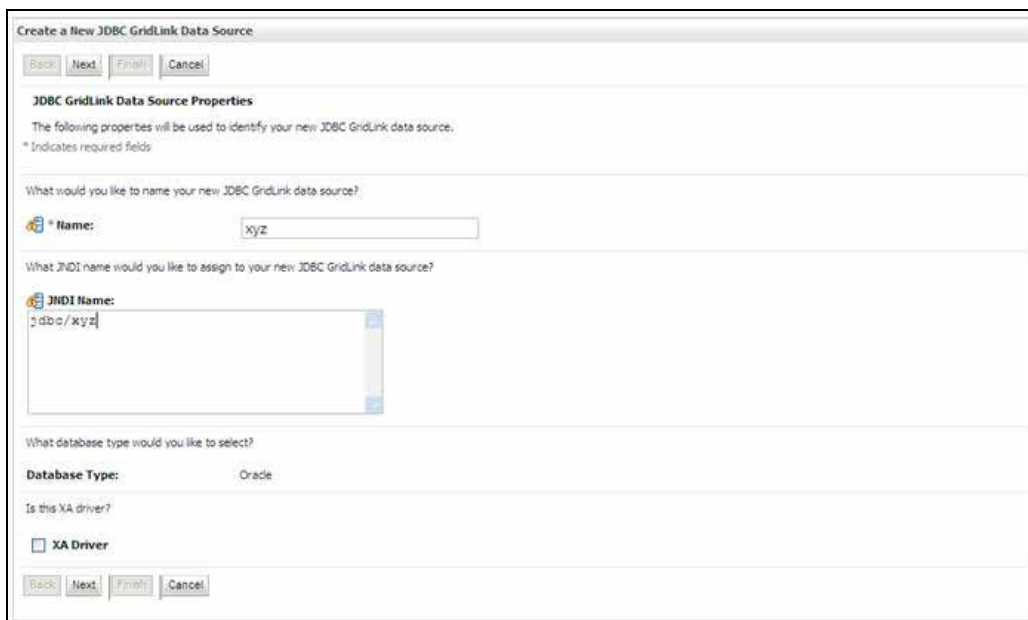 Create a New JDBC GridLink Data Source
Back Next Finish Cancel
JDBC GridLink Data Source Properties
The following properties will be used to identify your new JDBC GridLink data source.
* Indicates required fields
What would you like to name your new JDBC GridLink data source?
* Name: xyz
What JNDI name would you like to assign to your new JDBC GridLink data source?
JNDI Name:
jdbc/xyz
What database type would you like to select?
Database Type: Oracle
Is this XA driver?
XA Driver
Back Next Finish Cancel